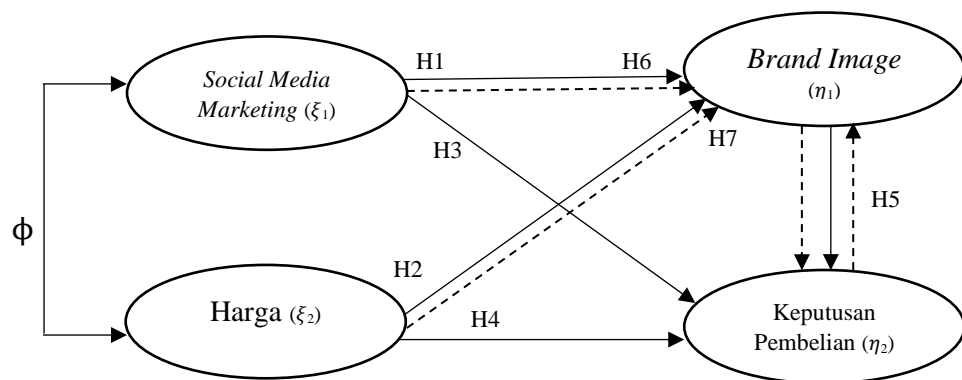 H1
H6
Brand Image
(η₁)
Social Media
Marketing (ξ₁)
H3
H7
H5
ϕ
H2
Harga (ξ₂)
H4
Keputusan
Pembelian (η₂)